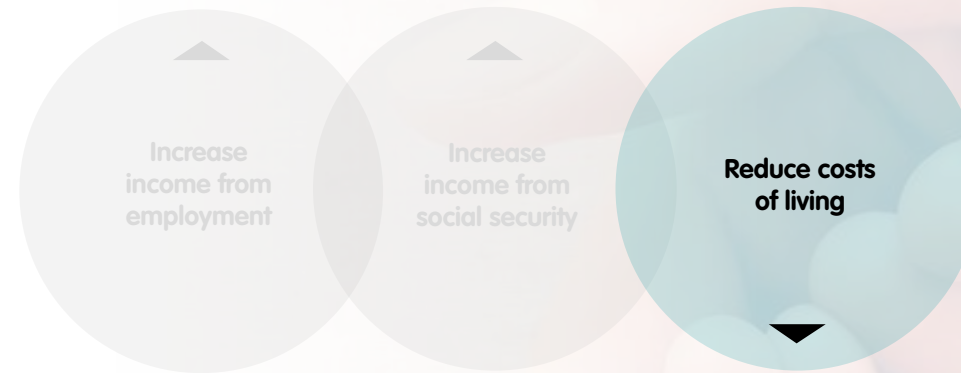 Increase
income from
employment
Increase
income from
social security
Reduce costs
of living